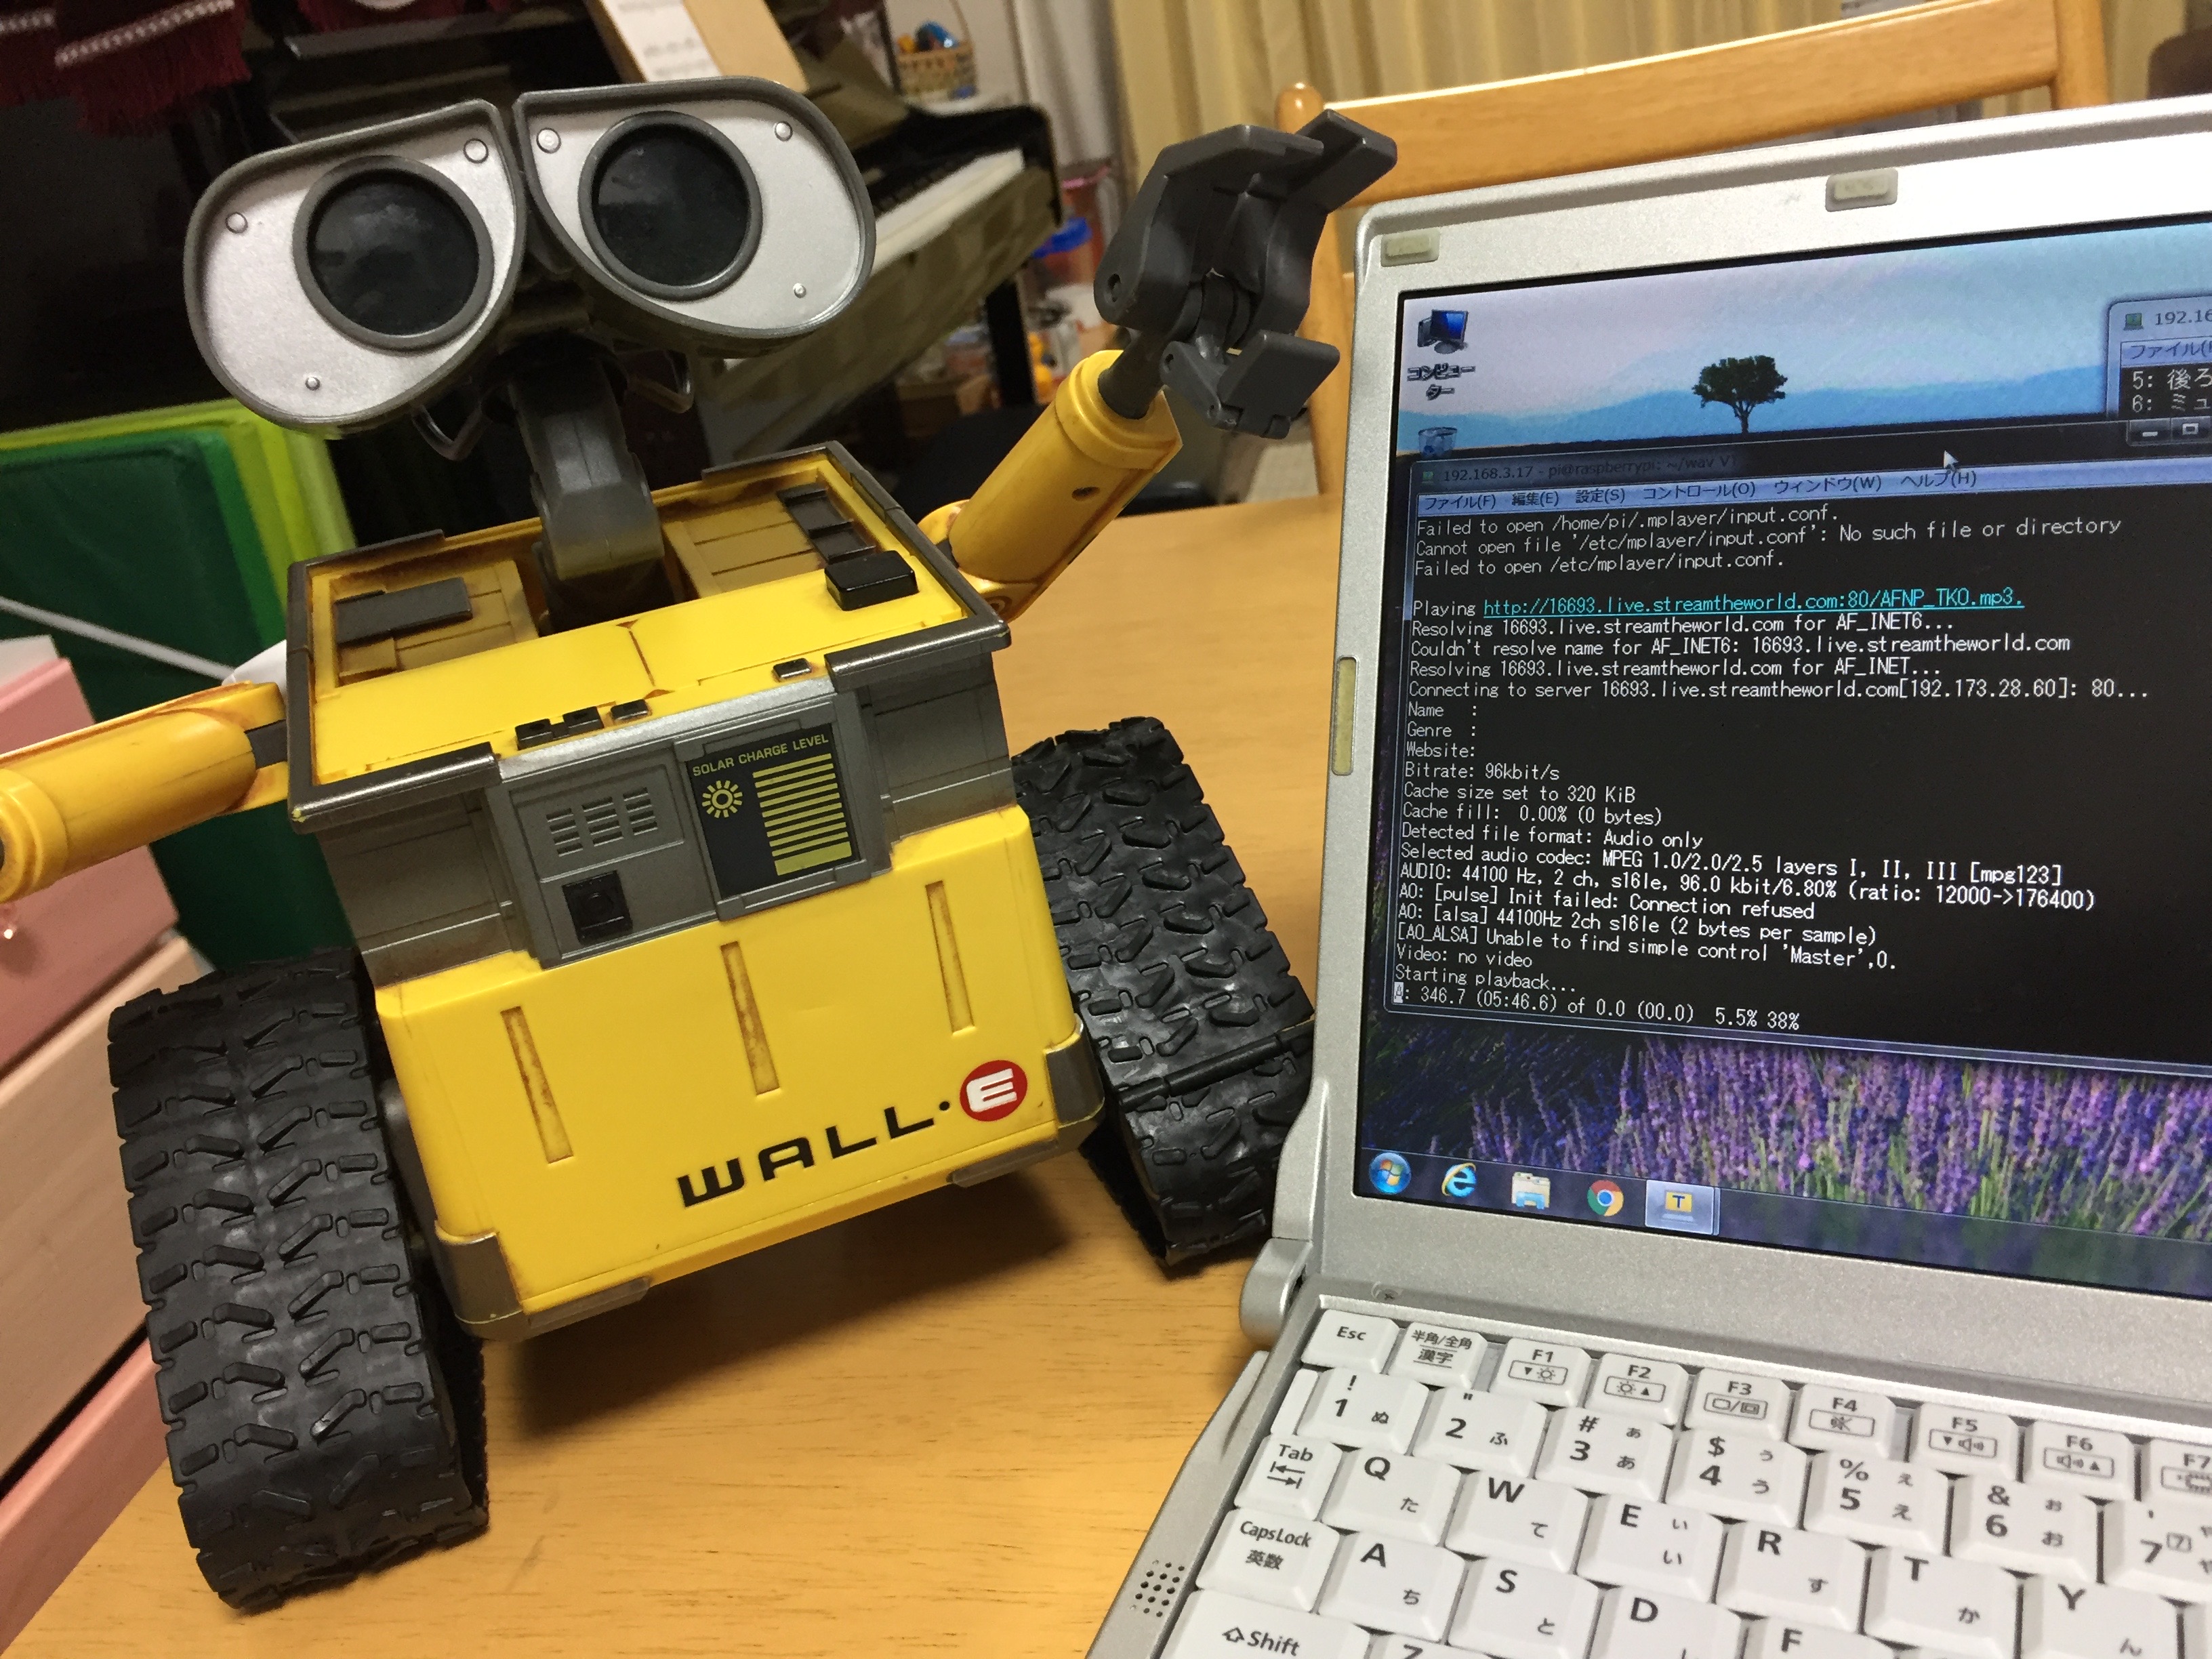 SOLAR CHARGE LEVEL
WALL·E
コンピューター
192.16
ファイル(F
5: 後ろ
6: ミュ
192.168.3.17 - pi@raspberrypi: ~/wav V
ファイル(F) 編集(E) 設定(S) コントロール(O) ウィンドウ(W) ヘルプ(H)
Failed to open /home/pi/.mplayer/input.conf.
Cannot open file '/etc/mplayer/input.conf': No such file or directory
Failed to open /etc/mplayer/input.conf.
Playing http://16693.live.streamtheworld.com:80/AFNP_TKO.mp3.
Resolving 16693.live.streamtheworld.com for AF_INET6...
Couldn't resolve name for AF_INET6: 16693.live.streamtheworld.com
Resolving 16693.live.streamtheworld.com for AF_INET...
Connecting to server 16693.live.streamtheworld.com[192.173.28.60]: 80...
Name   :
Genre  :
Website:
Bitrate: 96kbit/s
Cache size set to 320 KiB
Cache fill:  0.00% (0 bytes)
Detected file format: Audio only
Selected audio codec: MPEG 1.0/2.0/2.5 layers I, II, III [mpg123]
AUDIO: 44100 Hz, 2 ch, s16le, 96.0 kbit/6.80% (ratio: 12000->176400)
AO: [pulse] Init failed: Connection refused
AO: [alsa] 44100Hz 2ch s16le (2 bytes per sample)
[AO_ALSA] Unable to find simple control 'Master',0.
Video: no video
Starting playback...
A: 346.7 (05:46.6) of 0.0 (00.0)  5.5% 38%
T
Esc 半角/全角 漢字 F1 F2 F3 F4 F5 F6 F7
! 1 ぬ " 2 ふ # 3 ぁ あ $ 4 ぅ う % 5 ぇ え & 6 ぉ お ' 7
Tab Q た W て E ぃ い R す T か Y ん
CapsLock 英数 A ち S と D F
Shift Z